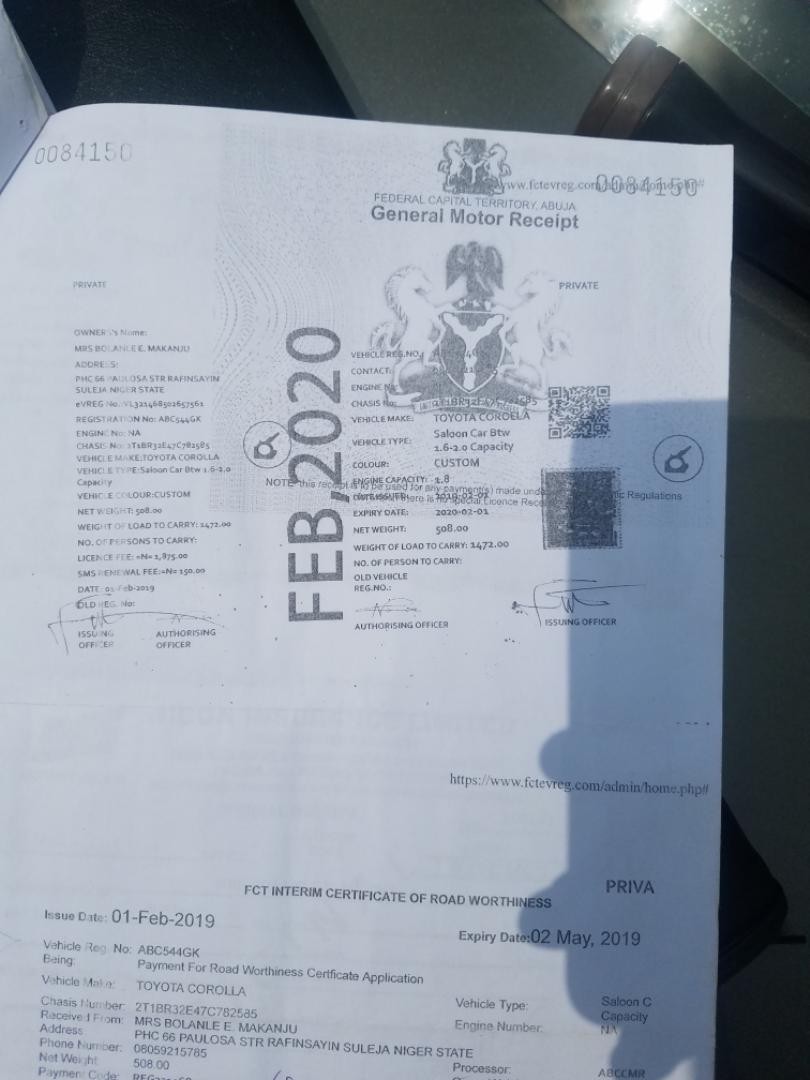 0084150
www.fctevreg.com/admin/home.php#
0084150
FEDERAL CAPITAL TERRITORY, ABUJA
General Motor Receipt
PRIVATE
PRIVATE
OWNER's Name:
MRS BOLANLE E. MAKANJU
ADDRESS:
PHC 66 PAULOSA STR RAFINSAYIN
SULEJA NIGER STATE
eVREG No.:VL321468502657561
REGISTRATION No: ABC544GK
ENGINE No: NA
CHASIS No: 2T1BR32E47C782585
VEHICLE MAKE:TOYOTA COROLLA
VEHICLE TYPE:Saloon Car Btw 1.6-2.0
Capacity
VEHICLE COLOUR:CUSTOM
NET WEIGHT: 508.00
WEIGHT OF LOAD TO CARRY: 1472.00
NO. OF PERSONS TO CARRY:
LICENCE FEE: =N= 1,875.00
SMS RENEWAL FEE:=N= 150.00
DATE: 01-Feb-2019
OLD REG. No:
ISSUING
OFFICER
AUTHORISING
OFFICER
FEB, 2020
VEHICLE REG.NO.:
CONTACT:
ENGINE No:
CHASIS No: 2T1BR32E47C782585
VEHICLE MAKE: TOYOTA COROLLA
VEHICLE TYPE: Saloon Car Btw
1.6-2.0 Capacity
COLOUR: CUSTOM
ENGINE CAPACITY: 1.8
NOTE: this receipt is to be used for any payment(s) made under Regulations
there is no special Licence
DATE ISSUED: 2019-02-01
EXPIRY DATE: 2020-02-01
NET WEIGHT: 508.00
WEIGHT OF LOAD TO CARRY: 1472.00
NO. OF PERSON TO CARRY:
OLD VEHICLE
REG.NO.:
AUTHORISING OFFICER
ISSUING OFFICER
https://www.fctevreg.com/admin/home.php#
FCT INTERIM CERTIFICATE OF ROAD WORTHINESS
PRIVA
Issue Date: 01-Feb-2019
Expiry Date:02 May, 2019
Vehicle Reg. No: ABC544GK
Being: Payment For Road Worthiness Certficate Application
Vehicle Make: TOYOTA COROLLA
Chasis Number: 2T1BR32E47C782585
Vehicle Type: Saloon C
Capacity
Received From: MRS BOLANLE E. MAKANJU
Engine Number: NA
Address PHC 66 PAULOSA STR RAFINSAYIN SULEJA NIGER STATE
Phone Number: 08059215785
Net Weight: 508.00
Processor: ABCCMR
Payment Code: